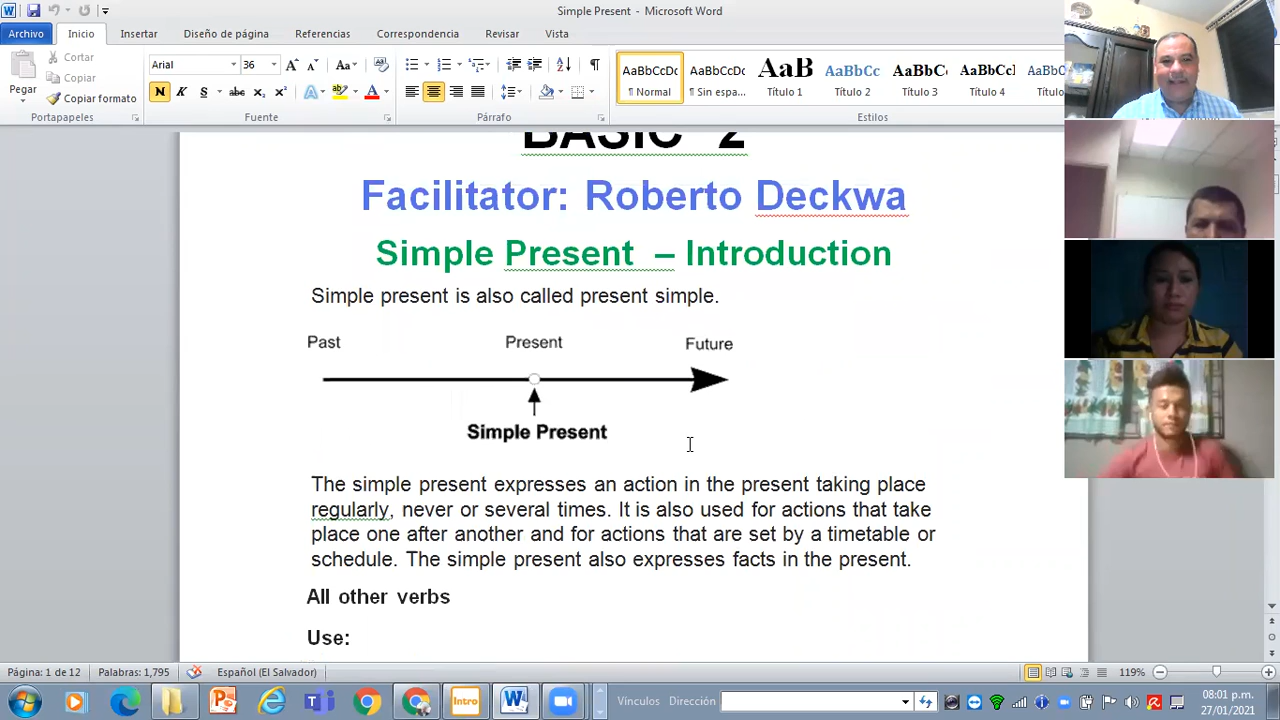 Simple Present - Microsoft Word
Archivo Inicio Insertar Diseño de página Referencias Correspondencia Revisar Vista
Cortar
Copiar
Copiar formato
Pegar
Portapapeles
Arial 36
Fuente
Párrafo
AaBbCcDc AaBbCcDc AaB AaBbCc AaBbC AaBbCcI AaBbC
¶ Normal ¶ Sin espa... Título 1 Título 2 Título 3 Título 4 Título
Estilos
BASIC 2
Facilitator: Roberto Deckwa
Simple Present – Introduction
Simple present is also called present simple.
Past Present Future
Simple Present
The simple present expresses an action in the present taking place
regularly, never or several times. It is also used for actions that take
place one after another and for actions that are set by a timetable or
schedule. The simple present also expresses facts in the present.
All other verbs
Use:
Página: 1 de 12 Palabras: 1,795 Español (El Salvador) 119%
Intro
Vínculos Dirección
08:01 p.m.
27/01/2021